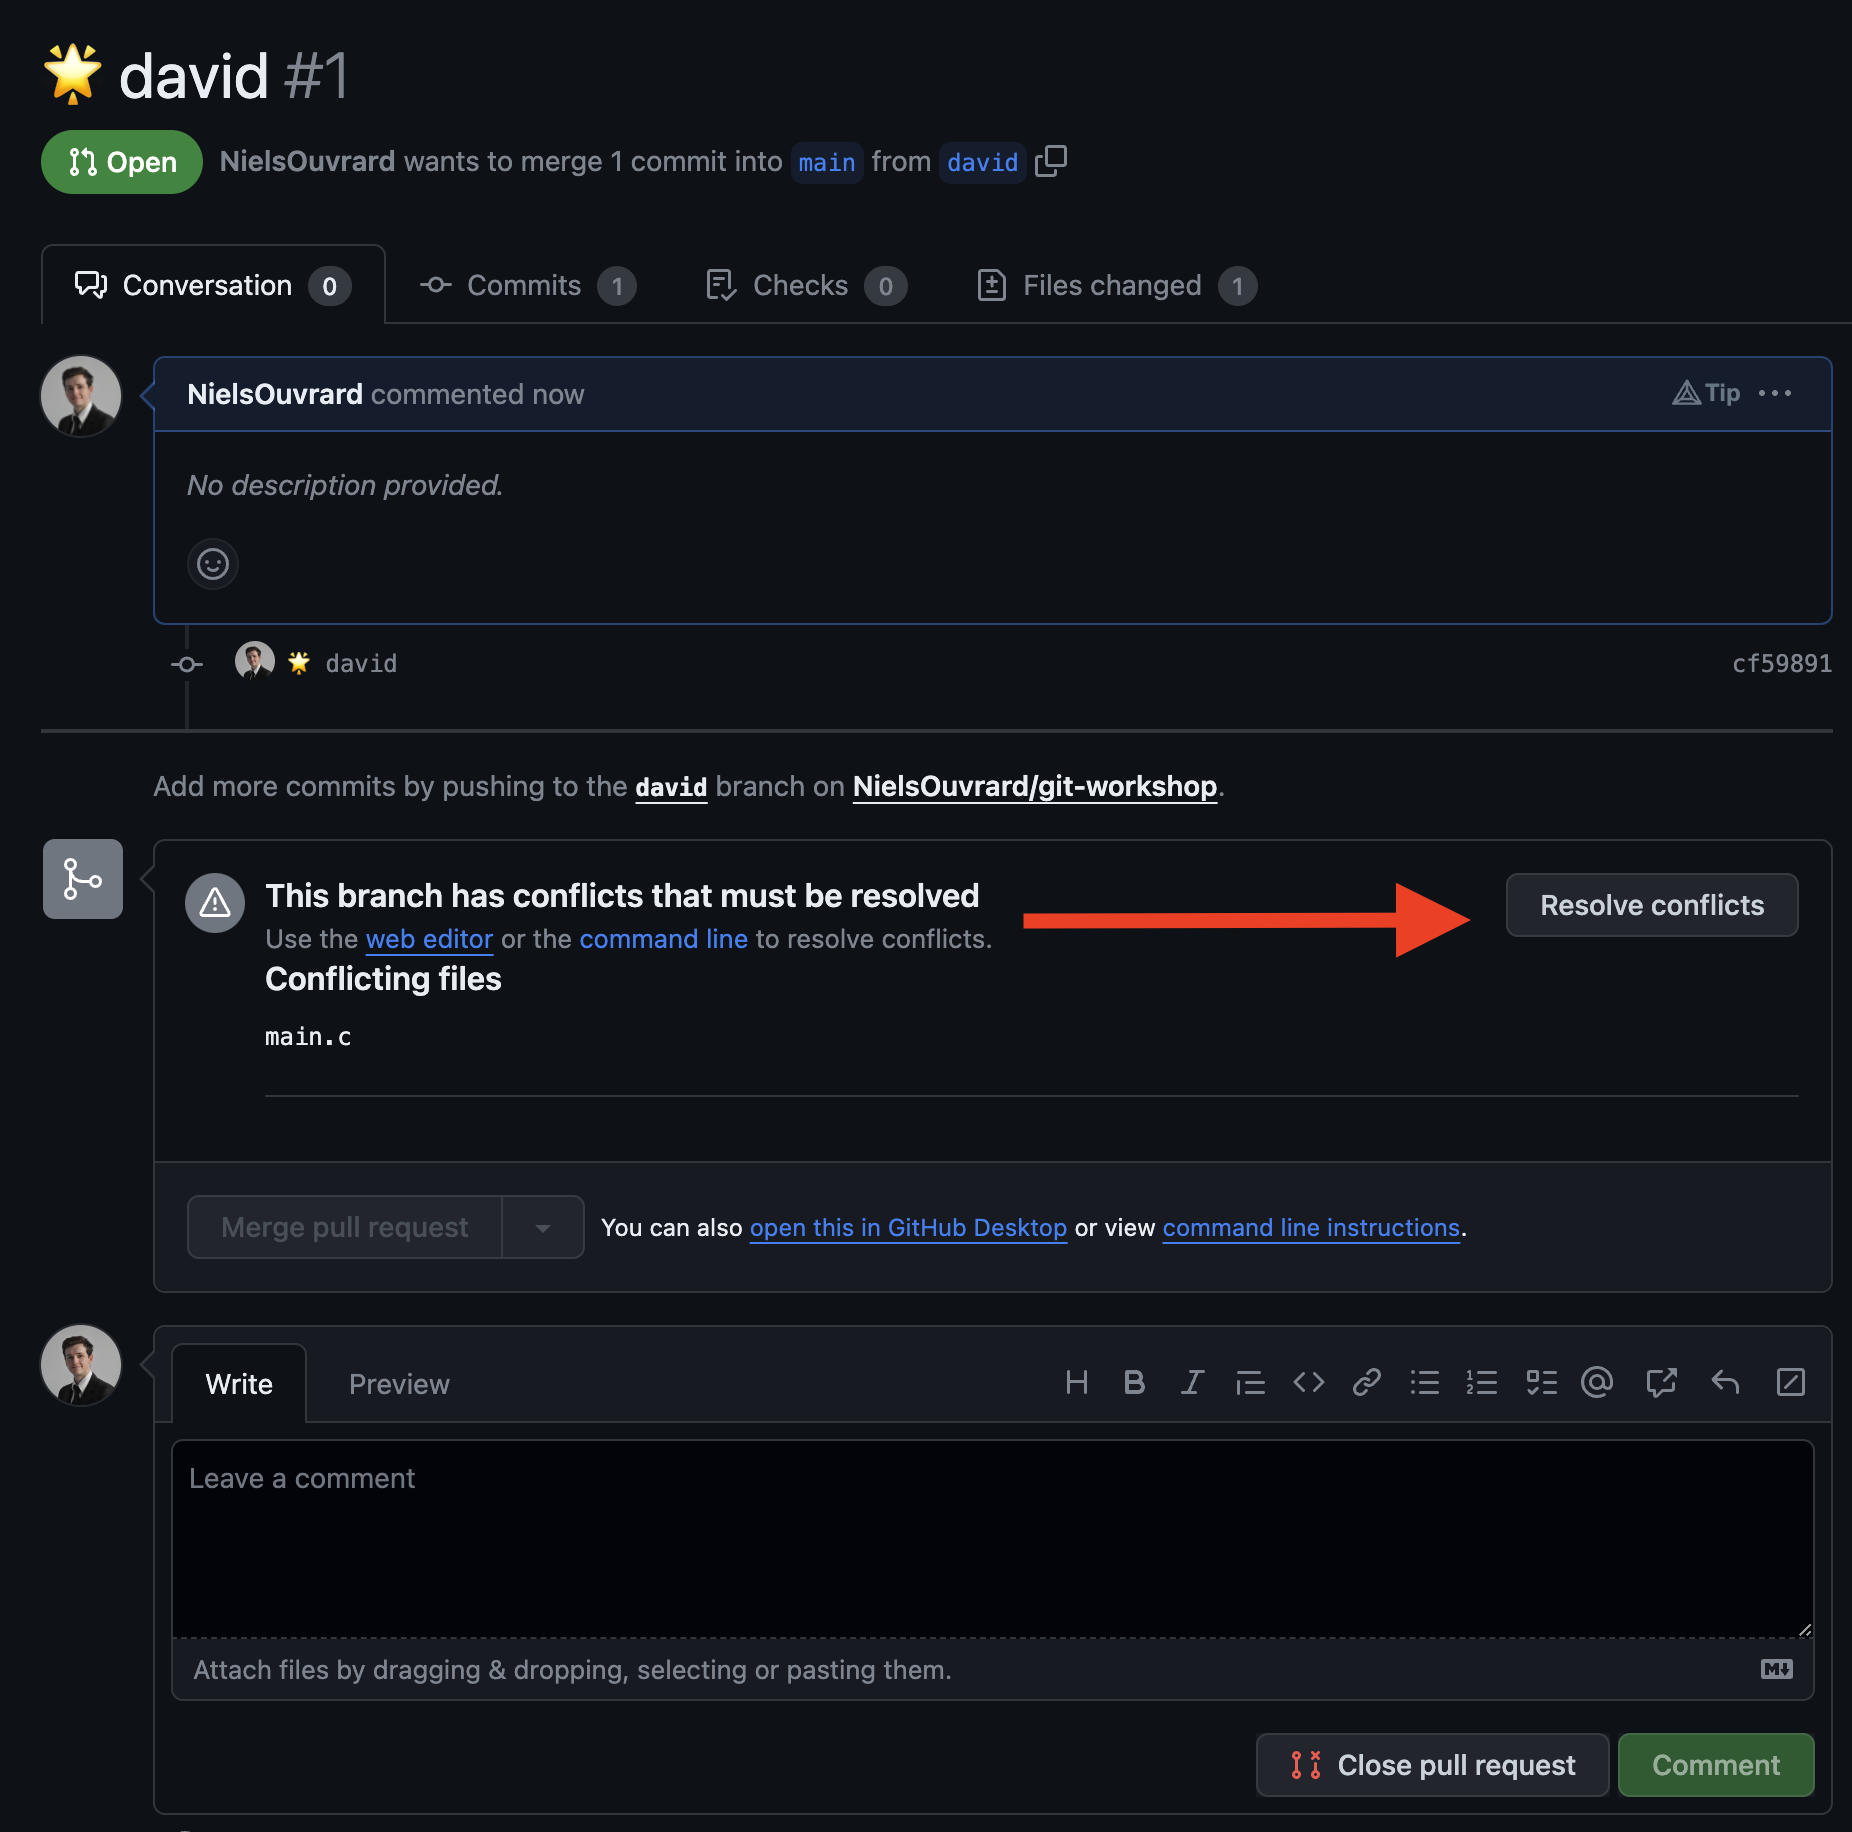 🌟 david #1
Open NielsOuvrard wants to merge 1 commit into main from david
Conversation 0 Commits 1 Checks 0 Files changed 1
NielsOuvrard commented now Tip
No description provided.
🌟 david cf59891
Add more commits by pushing to the david branch on NielsOuvrard/git-workshop.
This branch has conflicts that must be resolved Resolve conflicts
Use the web editor or the command line to resolve conflicts.
Conflicting files
main.c
Merge pull request You can also open this in GitHub Desktop or view command line instructions.
Write Preview
Leave a comment
Attach files by dragging & dropping, selecting or pasting them.
Close pull request Comment